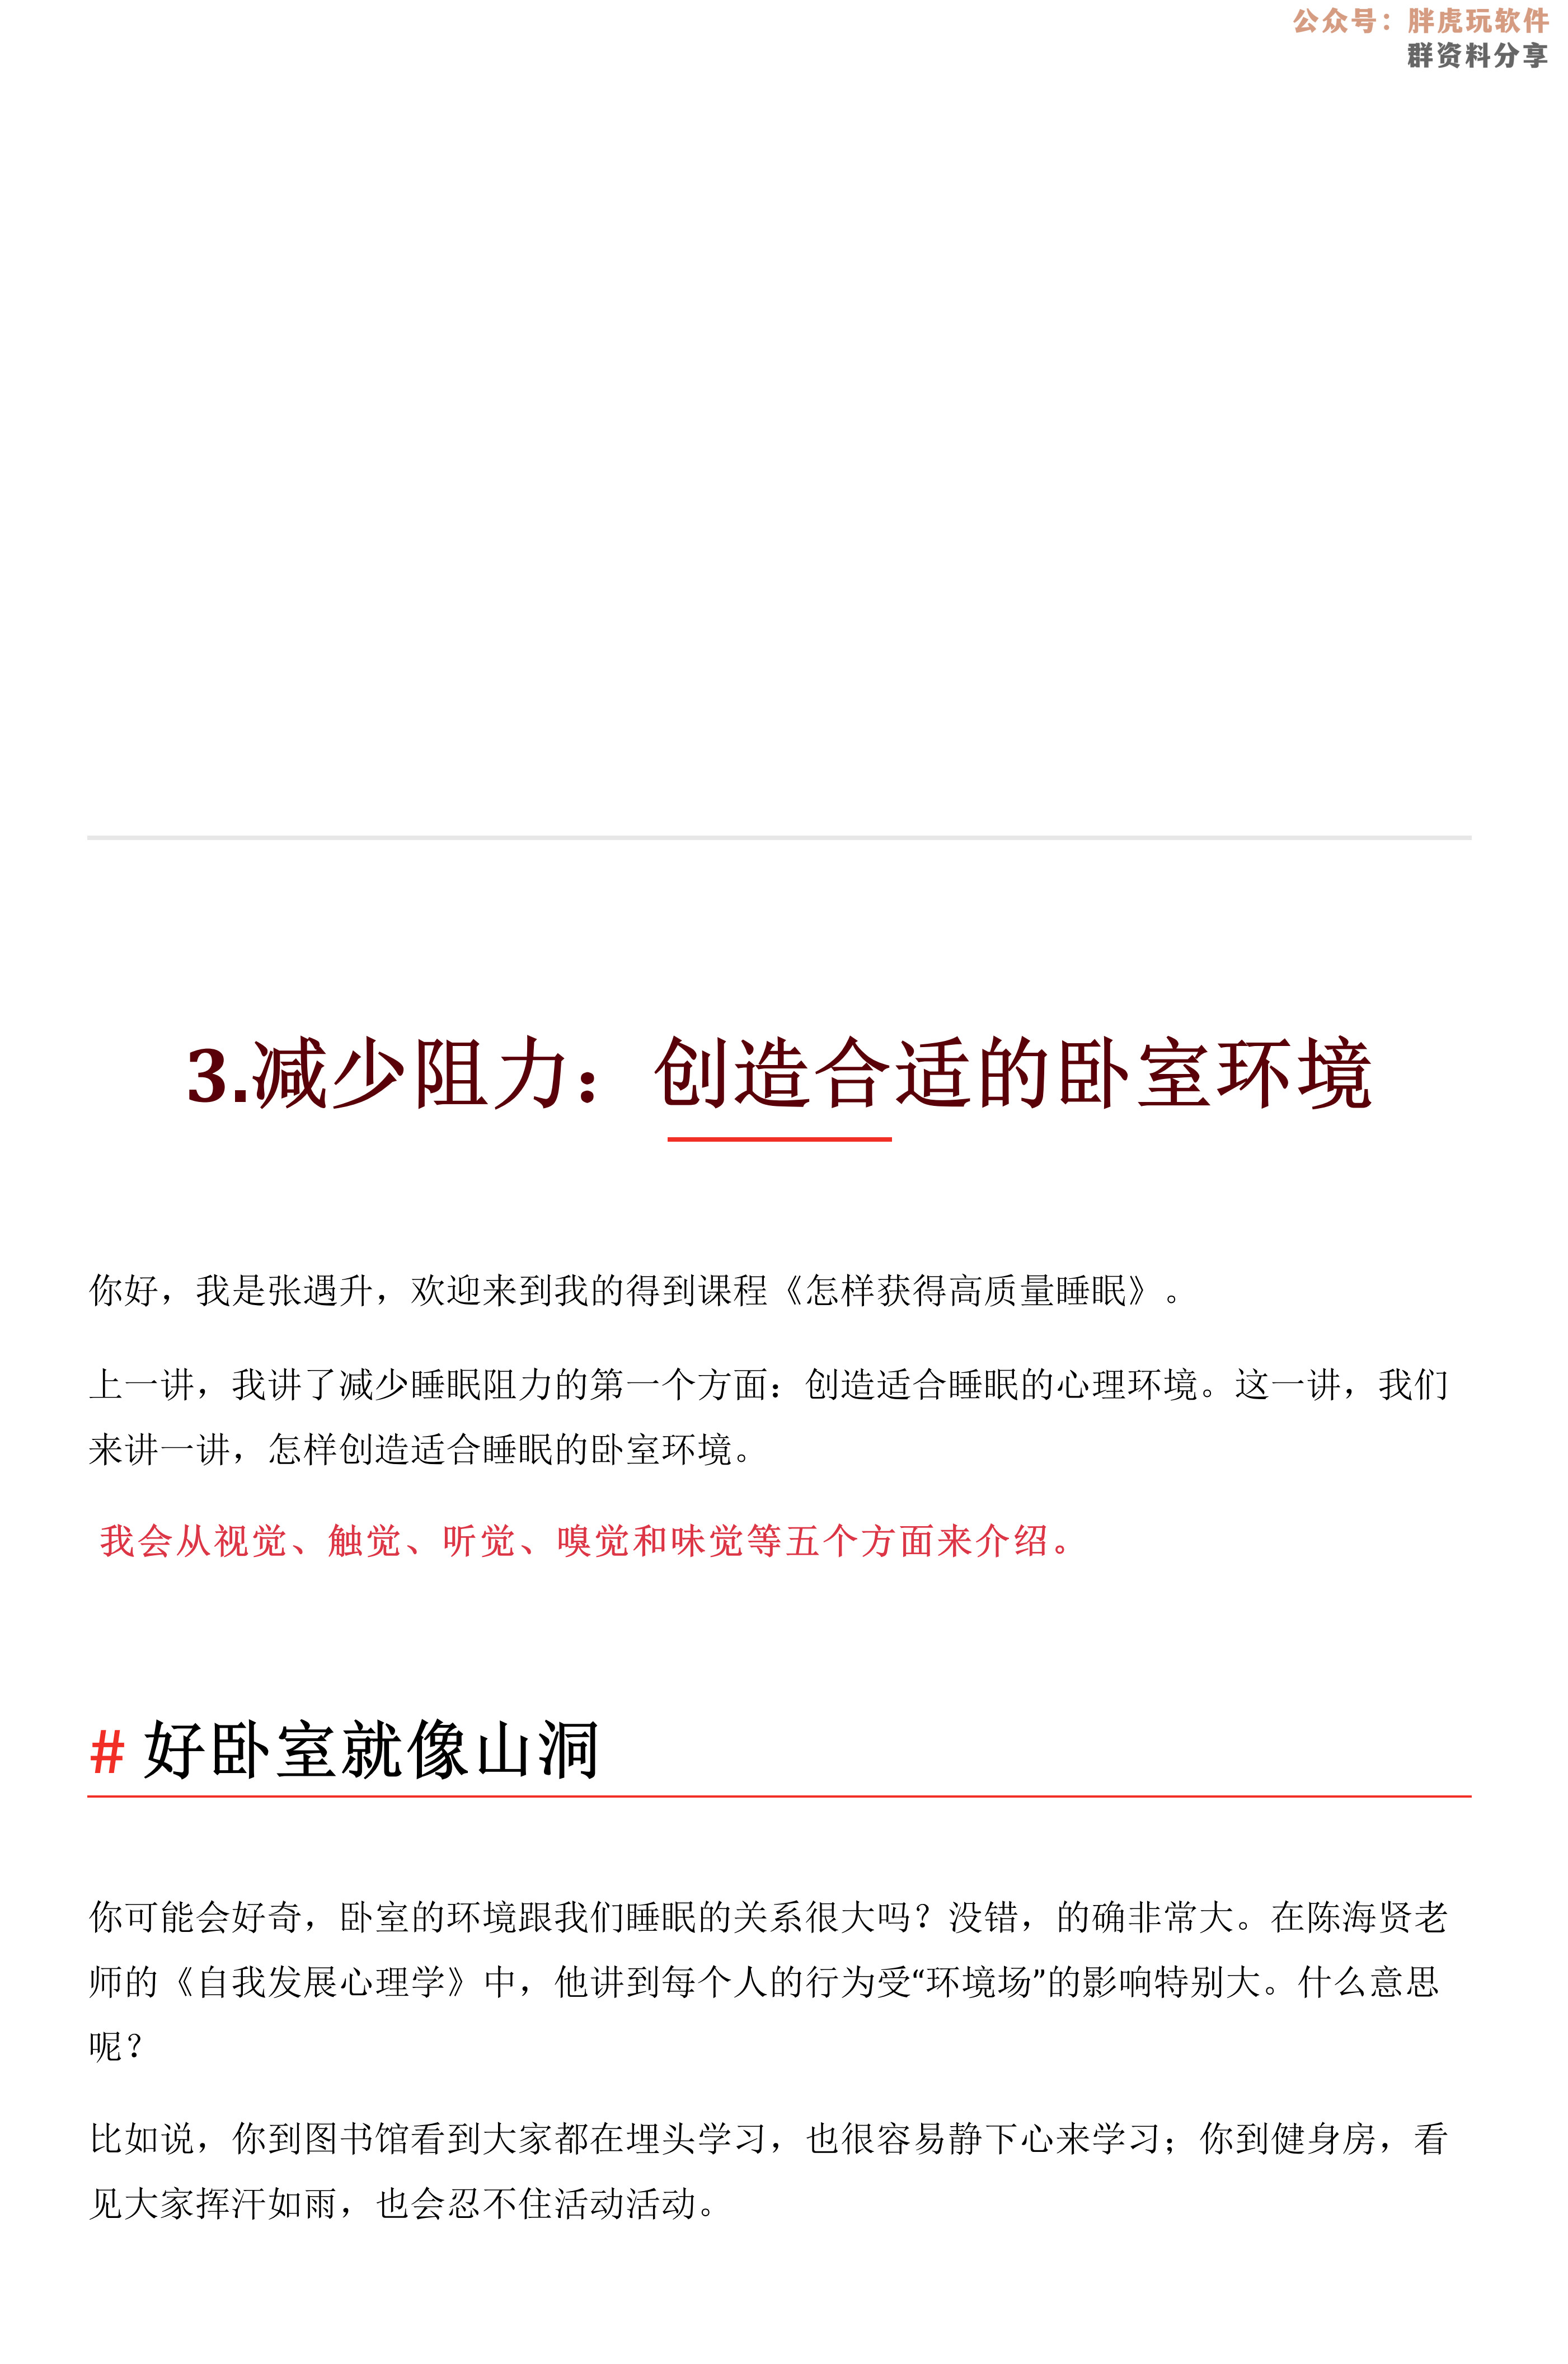 公众号：胖虎玩软件
群资料分享
3.减少阻力：创造合适的卧室环境
你好，我是张遇升，欢迎来到我的得到课程《怎样获得高质量睡眠》。
上一讲，我讲了减少睡眠阻力的第一个方面：创造适合睡眠的心理环境。这一讲，我们
来讲一讲，怎样创造适合睡眠的卧室环境。
我会从视觉、触觉、听觉、嗅觉和味觉等五个方面来介绍。
# 好卧室就像山洞
你可能会好奇，卧室的环境跟我们睡眠的关系很大吗？没错，的确非常大。在陈海贤老
师的《自我发展心理学》中，他讲到每个人的行为受“环境场”的影响特别大。什么意思
呢？
比如说，你到图书馆看到大家都在埋头学习，也很容易静下心来学习；你到健身房，看
见大家挥汗如雨，也会忍不住活动活动。